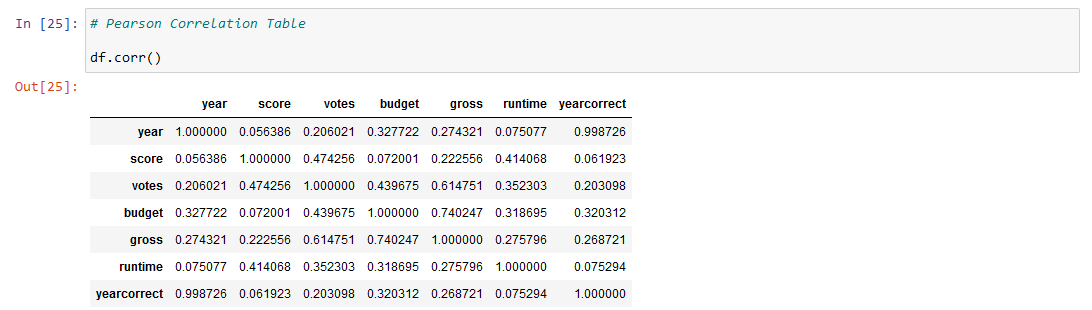 In [25]: # Pearson Correlation Table
df.corr()
Out[25]:
year score votes budget gross runtime yearcorrect
year 1.000000 0.056386 0.206021 0.327722 0.274321 0.075077 0.998726
score 0.056386 1.000000 0.474256 0.072001 0.222556 0.414068 0.061923
votes 0.206021 0.474256 1.000000 0.439675 0.614751 0.352303 0.203098
budget 0.327722 0.072001 0.439675 1.000000 0.740247 0.318695 0.320312
gross 0.274321 0.222556 0.614751 0.740247 1.000000 0.275796 0.268721
runtime 0.075077 0.414068 0.352303 0.318695 0.275796 1.000000 0.075294
yearcorrect 0.998726 0.061923 0.203098 0.320312 0.268721 0.075294 1.000000